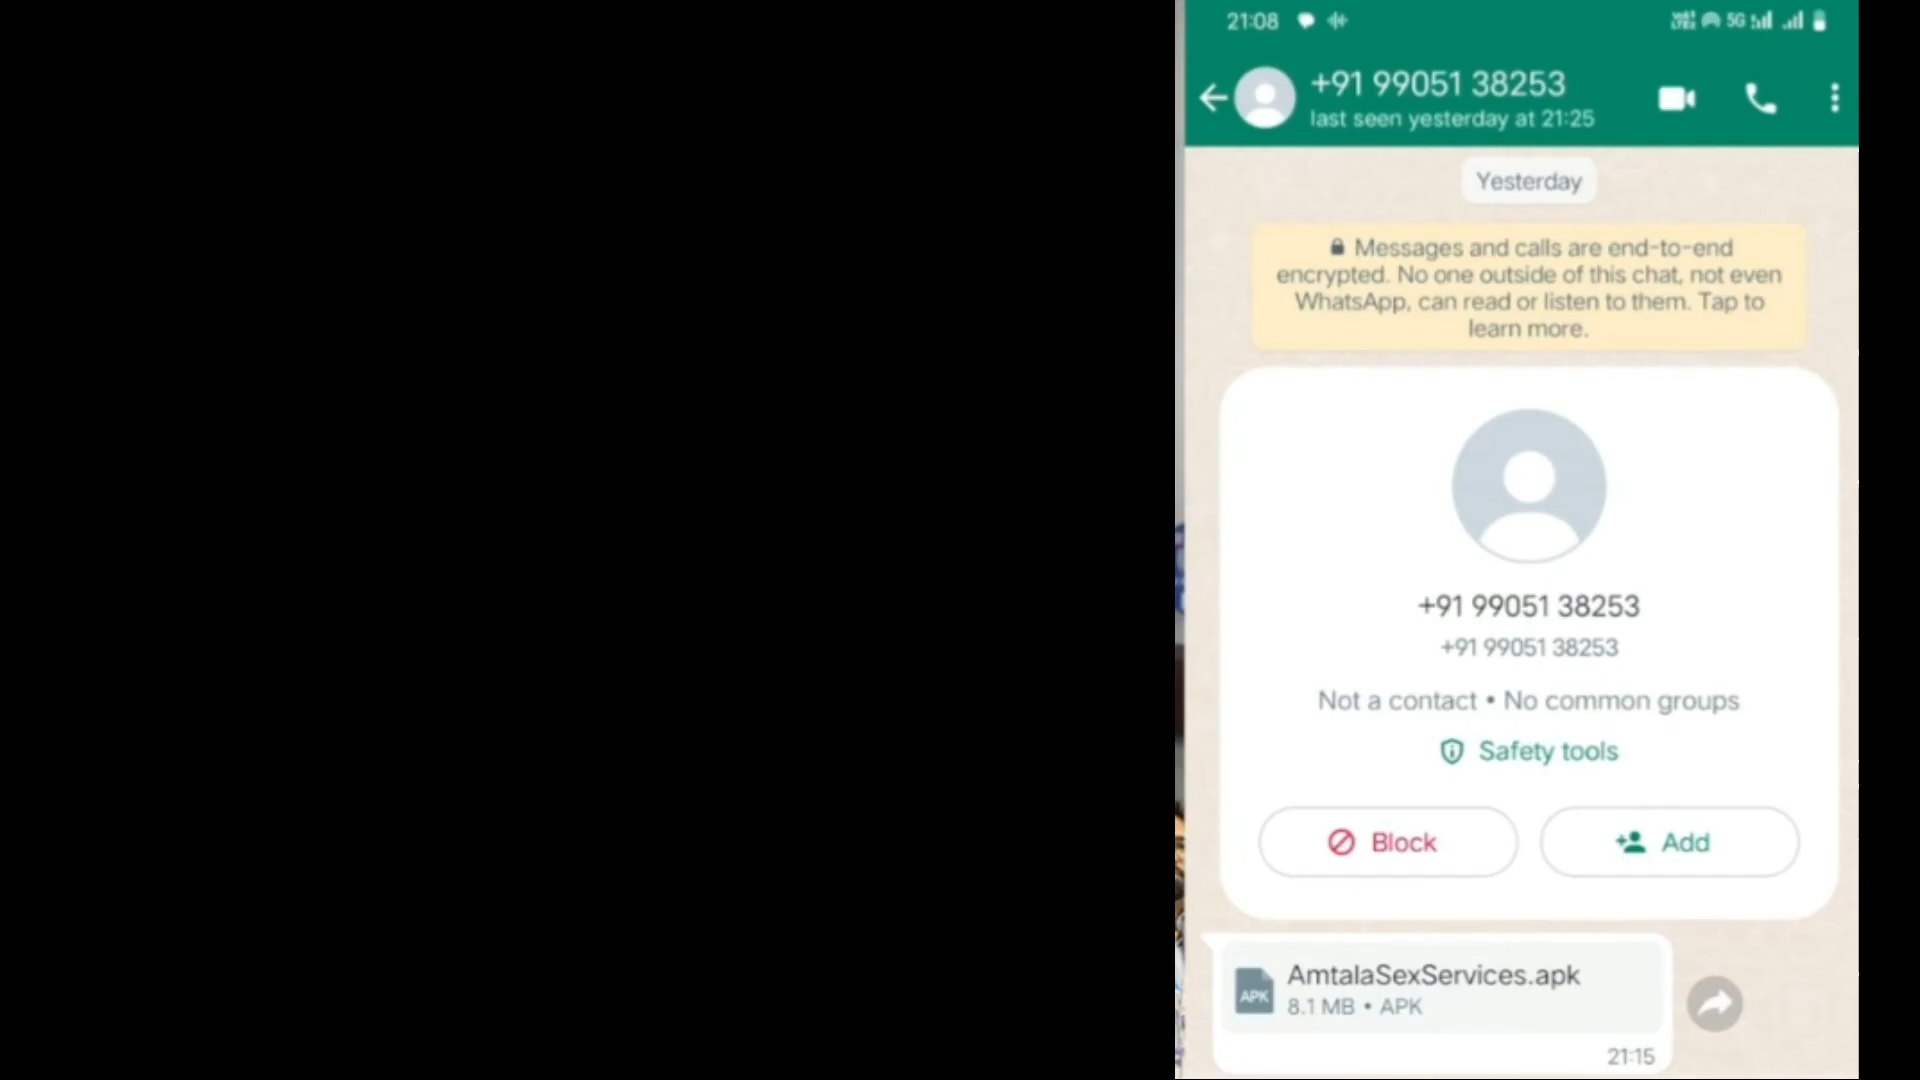 21:08
5G
+91 99051 38253
last seen yesterday at 21:25
Yesterday
Messages and calls are end-to-end
encrypted. No one outside of this chat, not even
WhatsApp, can read or listen to them. Tap to
learn more.
+91 99051 38253
+91 99051 38253
Not a contact • No common groups
Safety tools
Block
Add
APK
AmtalaSexServices.apk
8.1 MB • APK
21:15